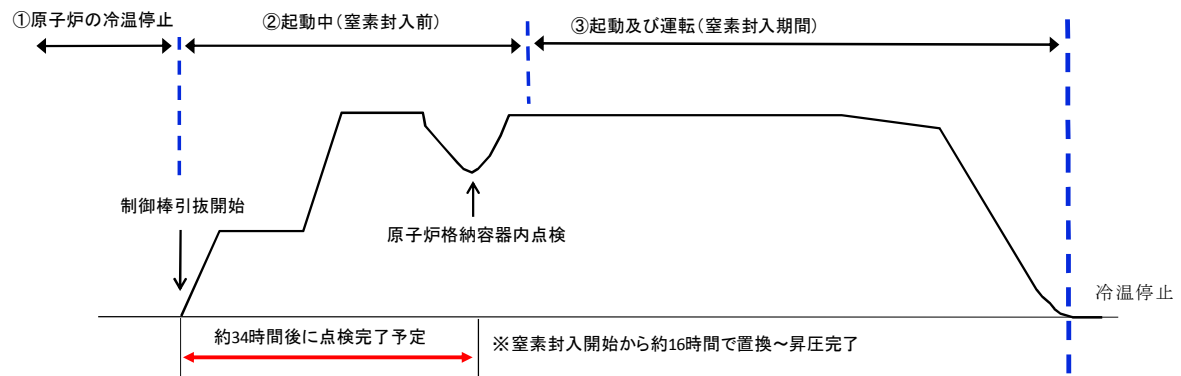 ①原子炉の冷温停止
②起動中(窒素封入前)
③起動及び運転(窒素封入期間)
制御棒引抜開始
原子炉格納容器内点検
冷温停止
約34時間後に点検完了予定
※窒素封入開始から約16時間で置換～昇圧完了